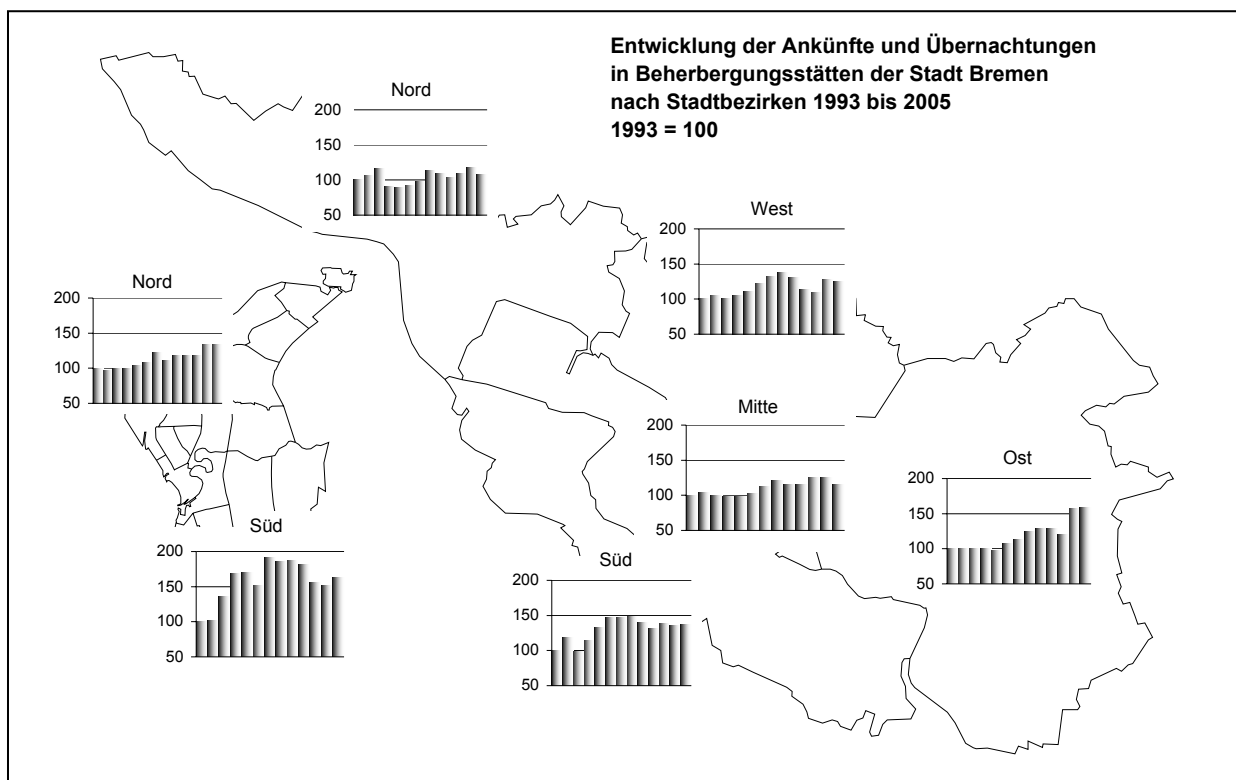 Entwicklung der Ankünfte und Übernachtungen
in Beherbergungsstätten der Stadt Bremen
nach Stadtbezirken 1993 bis 2005
1993 = 100
Nord
200
150
100
50
West
200
150
100
50
Nord
200
150
100
50
Mitte
200
150
100
50
Ost
200
150
100
50
Süd
200
150
100
50
Süd
200
150
100
50